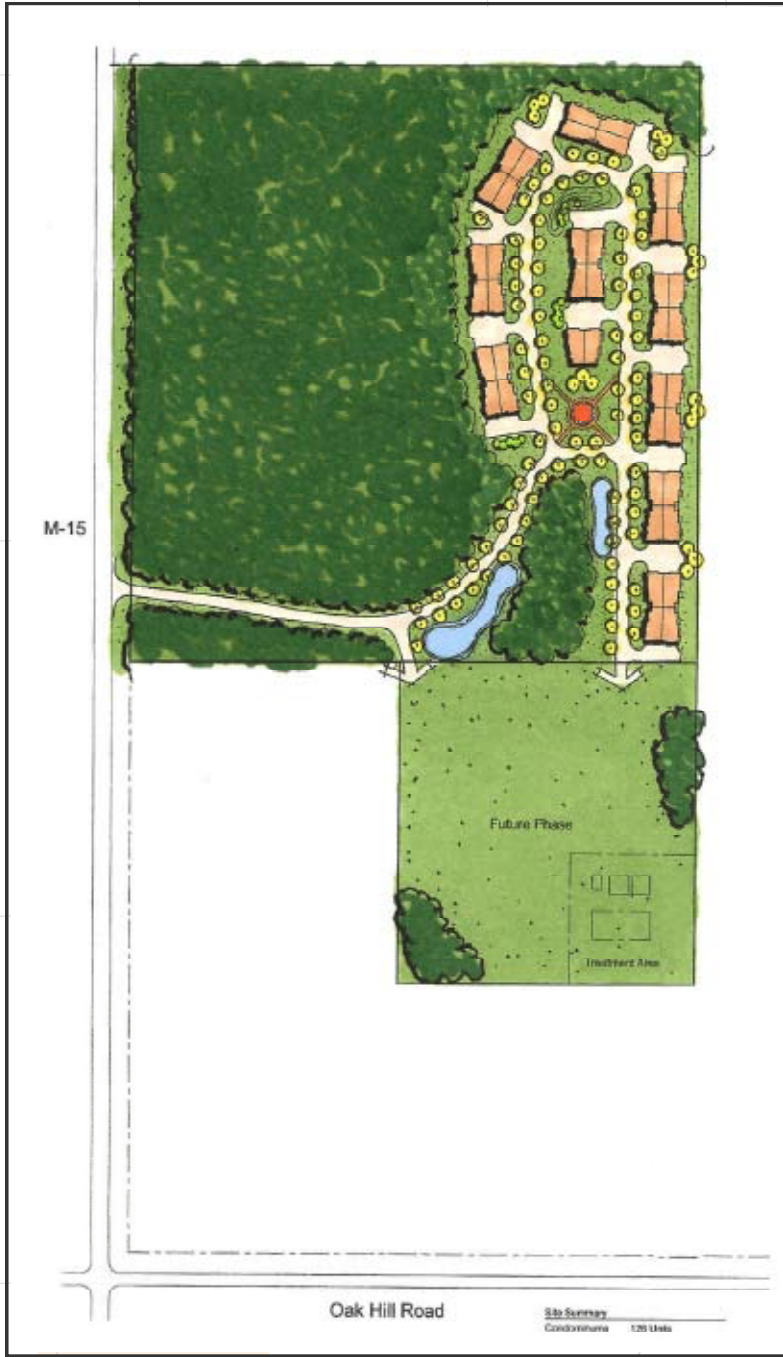 M-15
Future Phase
Treatment Area
Oak Hill Road
Site Summary
Condominiums 126 Units